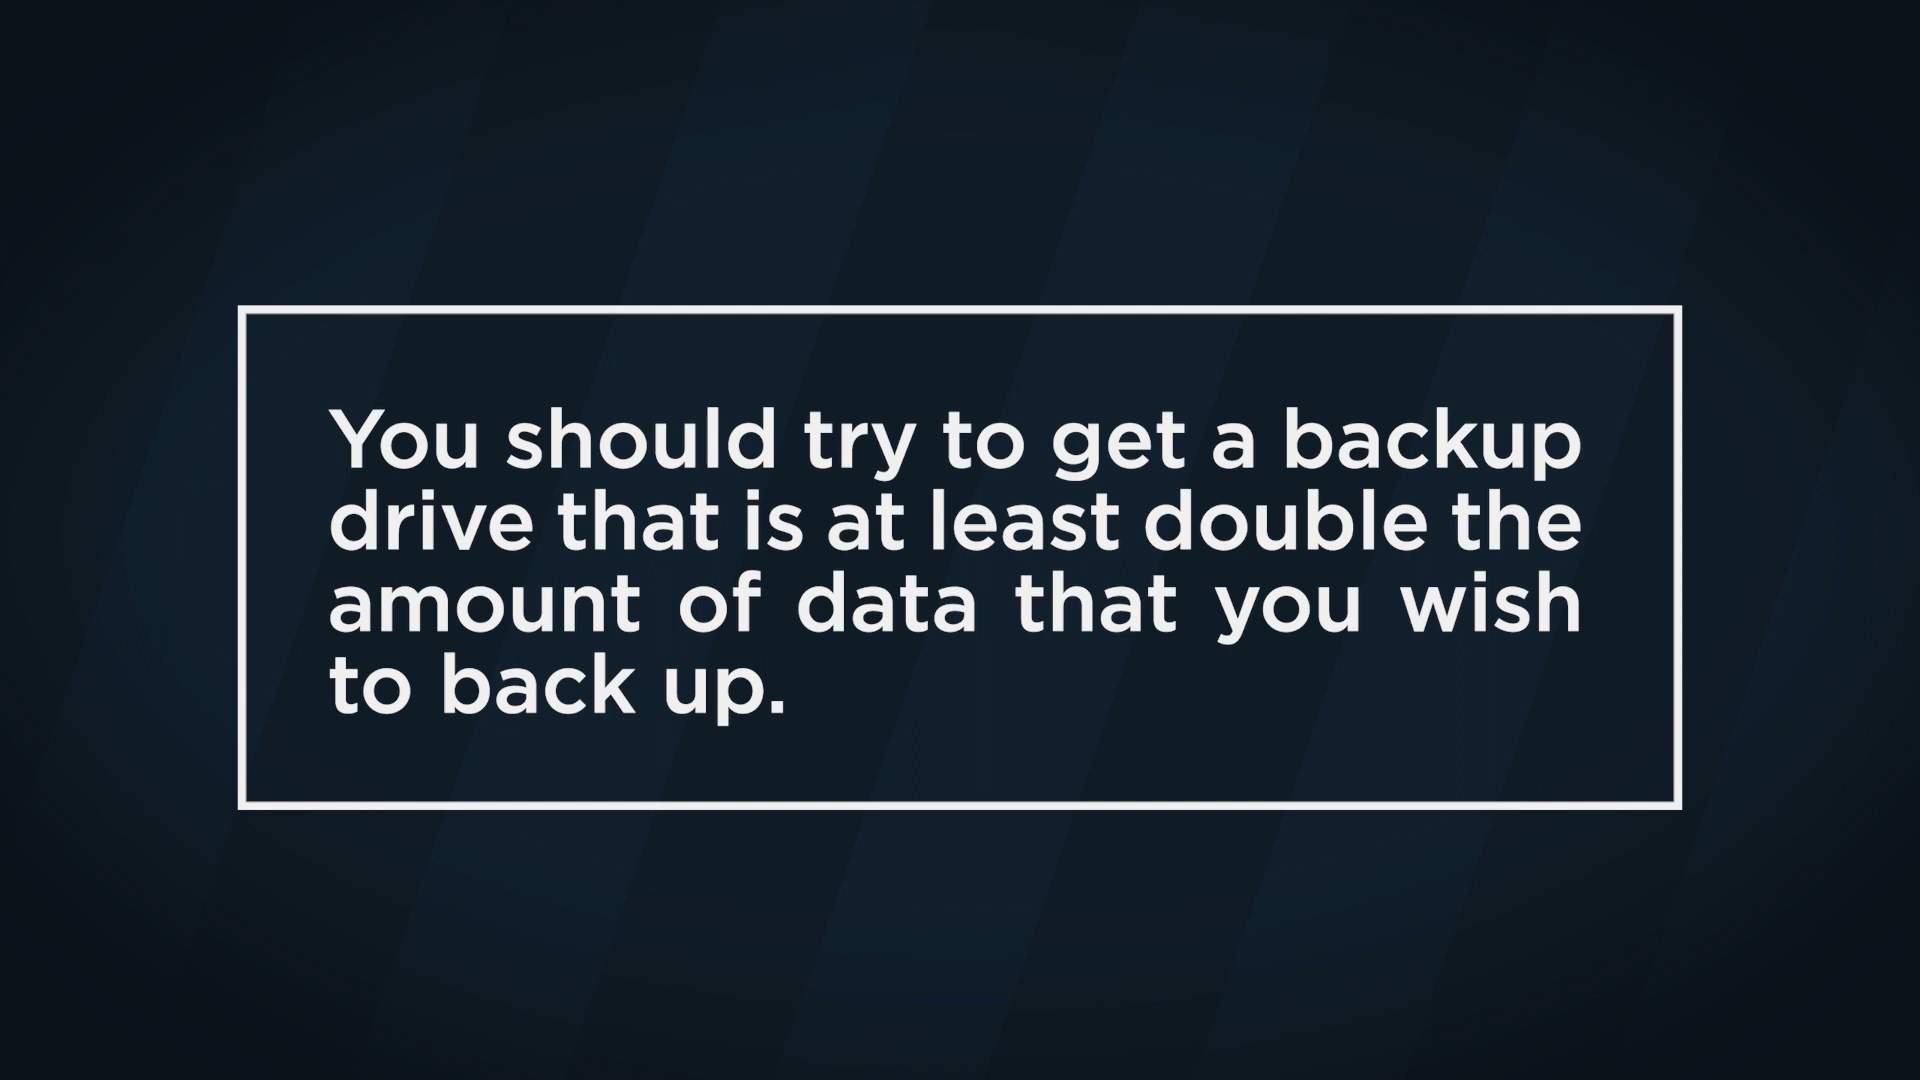 You should try to get a backup
drive that is at least double the
amount of data that you wish
to back up.